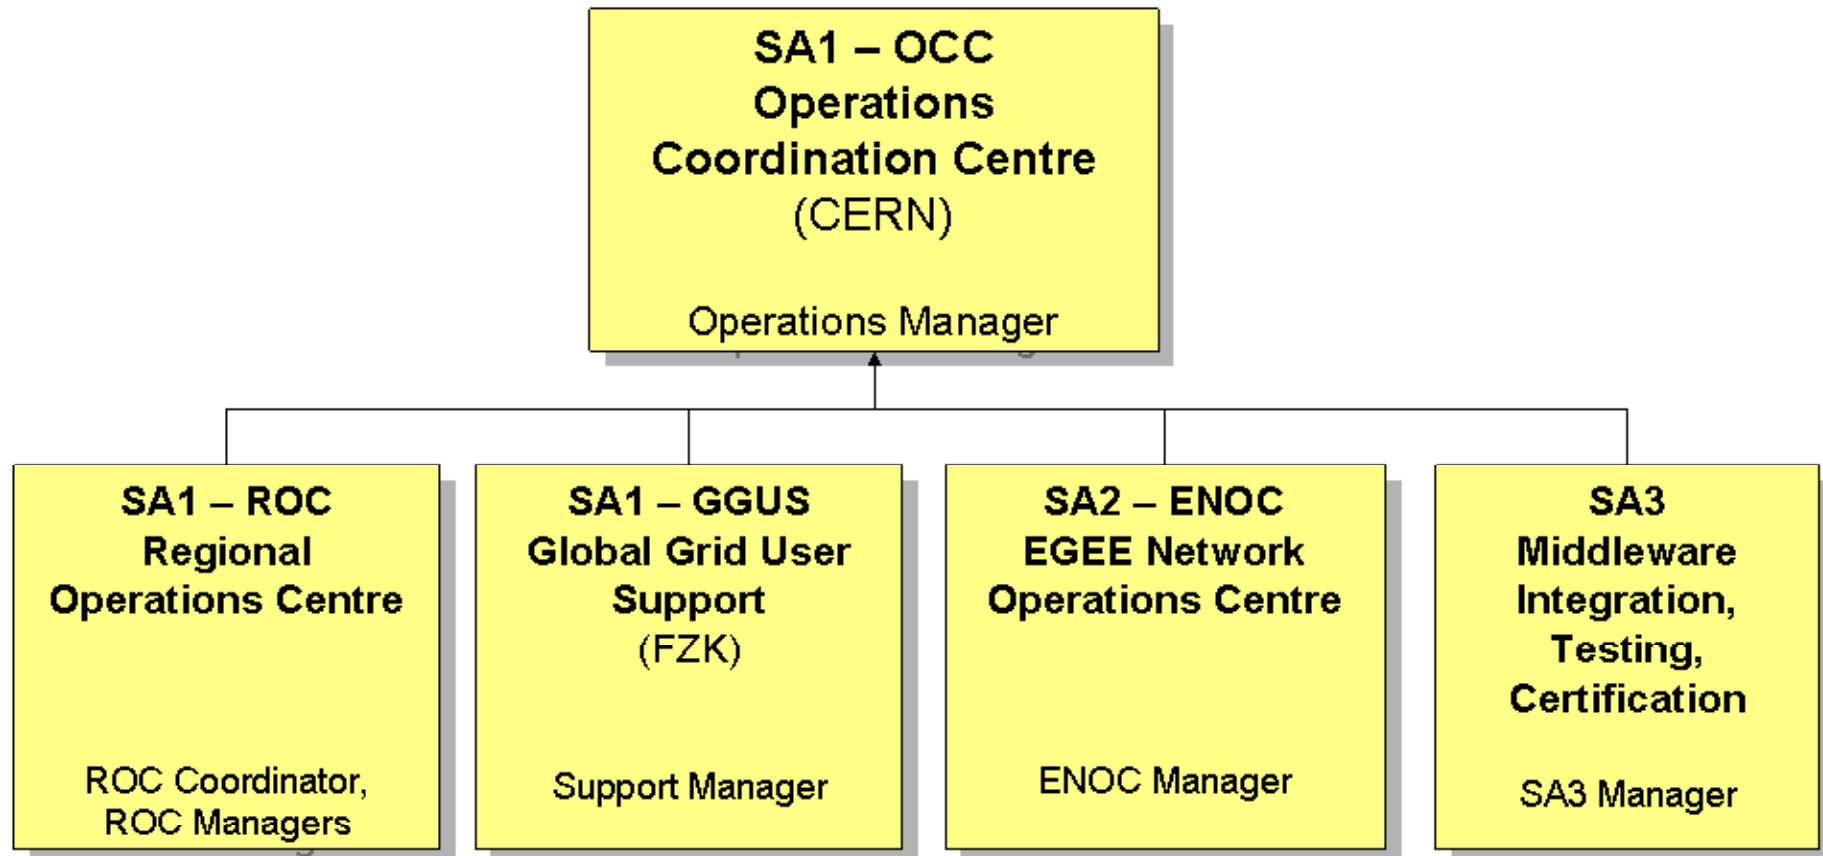 SA1 – OCC
Operations
Coordination Centre
(CERN)
Operations Manager
SA1 – ROC
Regional
Operations Centre
ROC Coordinator,
ROC Managers
SA1 – GGUS
Global Grid User
Support
(FZK)
Support Manager
SA2 – ENOC
EGEE Network
Operations Centre
ENOC Manager
SA3
Middleware
Integration,
Testing,
Certification
SA3 Manager